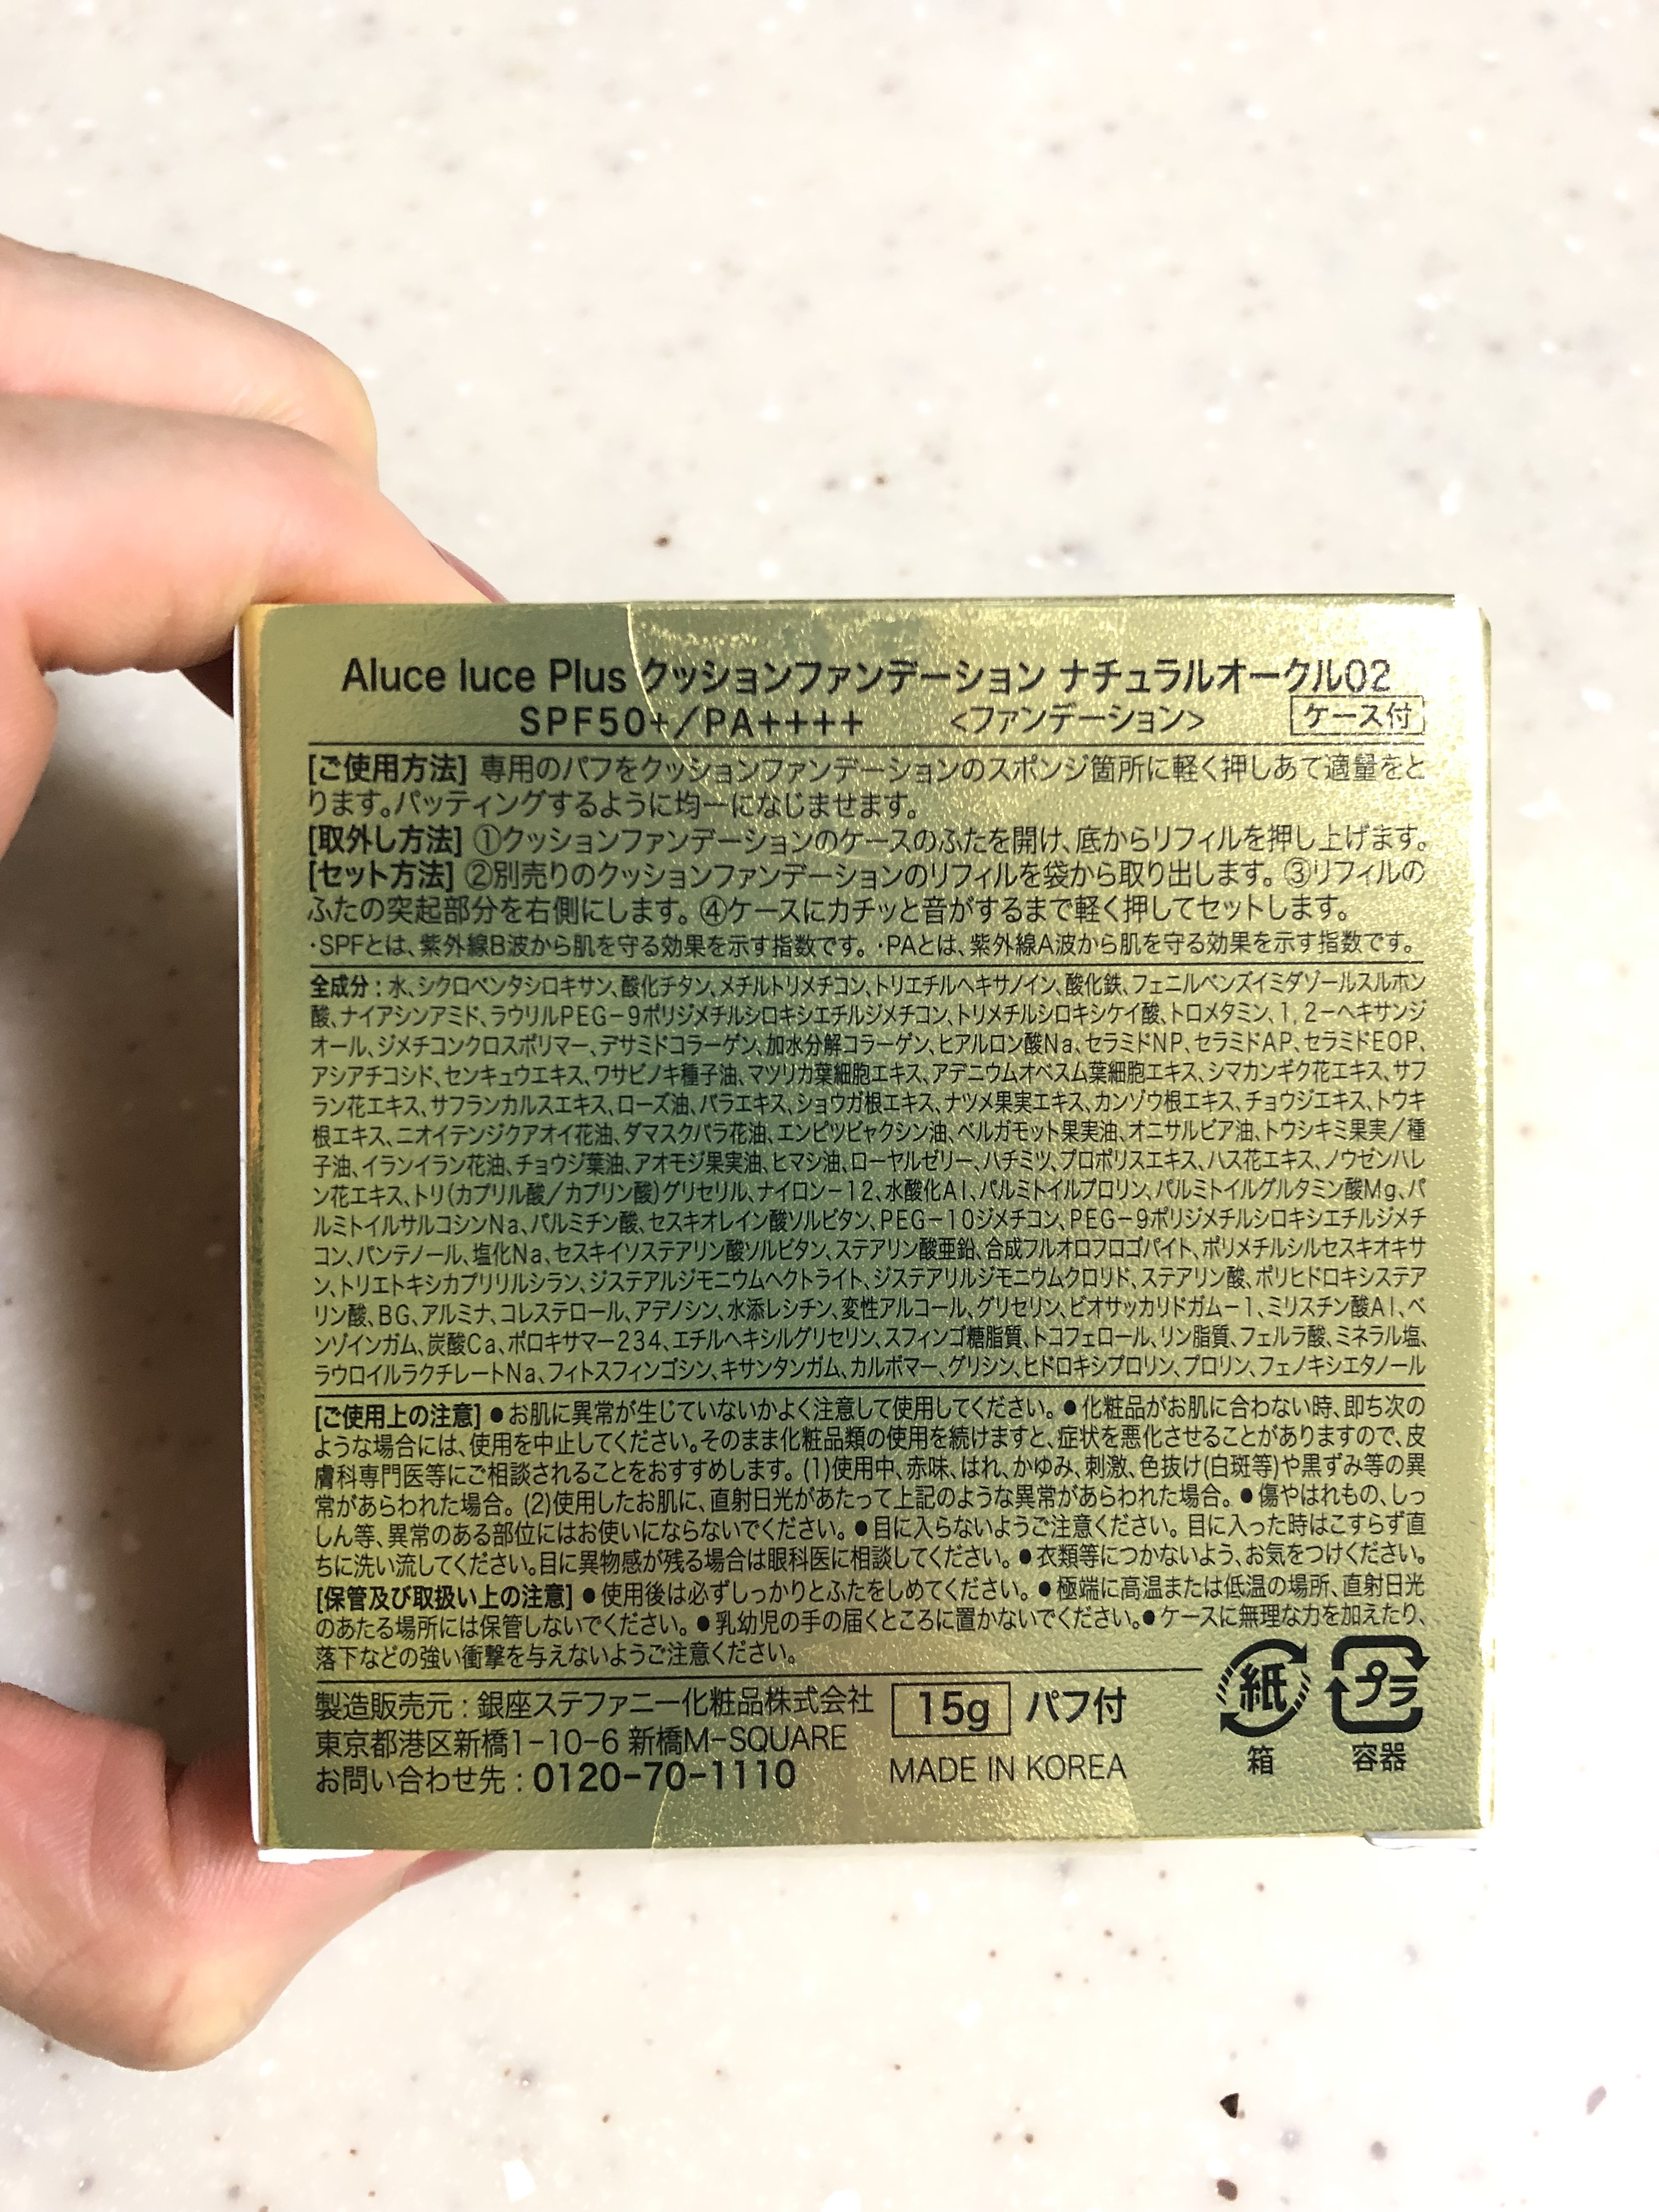 Aluce luce Plus クッションファンデーション ナチュラルオークル02
SPF50+/PA++++ <ファンデーション> ケース付
[ご使用方法] 専用のパフをクッションファンデーションのスポンジ箇所に軽く押しあて適量をと
ります。パッティングするように均一になじませます。
[取外し方法] ①クッションファンデーションのケースのふたを開け、底からリフィルを押し上げます。
[セット方法] ②別売りのクッションファンデーションのリフィルを袋から取り出します。③リフィルの
ふたの突起部分を右側にします。④ケースにカチッと音がするまで軽く押してセットします。
・SPFとは、紫外線B波から肌を守る効果を示す指数です。・PAとは、紫外線A波から肌を守る効果を示す指数です。
全成分：水、シクロペンタシロキサン、酸化チタン、メチルトリメチコン、トリエチルヘキサノイン、酸化鉄、フェニルベンズイミダゾールスルホン
酸、ナイアシンアミド、ラウリルPEG-9ポリジメチルシロキシエチルジメチコン、トリメチルシロキシケイ酸、トロメタミン、1,2-ヘキサンジ
オール、ジメチコンクロスポリマー、デサミドコラーゲン、加水分解コラーゲン、ヒアルロン酸Na、セラミドNP、セラミドAP、セラミドEOP、
アシアチコシド、センキュウエキス、ワサビノキ種子油、マツリカ葉細胞エキス、アデニウムオベスム葉細胞エキス、シマカンギク花エキス、サフ
ラン花エキス、サフランカルスエキス、ローズ油、バラエキス、ショウガ根エキス、ナツメ果実エキス、カンゾウ根エキス、チョウジエキス、トウキ
根エキス、ニオイテンジクアオイ花油、ダマスクバラ花油、エンピツビャクシン油、ベルガモット果実油、オニサルビア油、トウシキミ果実／種
子油、イランイラン花油、チョウジ葉油、アオモジ果実油、ヒマシ油、ローヤルゼリー、ハチミツ、プロポリスエキス、ハス花エキス、ノウゼンハレ
ン花エキス、トリ(カプリル酸／カプリン酸)グリセリル、ナイロン-12、水酸化Al、パルミトイルプロリン、パルミトイルグルタミン酸Mg、パ
ルミトイルサルコシンNa、パルミチン酸、セスキオレイン酸ソルビタン、PEG-10ジメチコン、PEG-9ポリジメチルシロキシエチルジメチ
コン、パンテノール、塩化Na、セスキイソステアリン酸ソルビタン、ステアリン酸亜鉛、合成フルオロフロゴパイト、ポリメチルシルセスキオキサ
ン、トリエトキシカプリリルシラン、ジステアルジモニウムヘクトライト、ジステアリルジモニウムクロリド、ステアリン酸、ポリヒドロキシステア
リン酸、BG、アルミナ、コレステロール、アデノシン、水添レシチン、変性アルコール、グリセリン、ビオサッカリドガム-1、ミリスチン酸Al、ベ
ンゾインガム、炭酸Ca、ポロキサマー234、エチルヘキシルグリセリン、スフィンゴ糖脂質、トコフェロール、リン脂質、フェルラ酸、ミネラル塩、
ラウロイルラクチレートNa、フィトスフィンゴシン、キサンタンガム、カルボマー、グリシン、ヒドロキシプロリン、プロリン、フェノキシエタノール
[ご使用上の注意] ●お肌に異常が生じていないかよく注意して使用してください。●化粧品がお肌に合わない時、即ち次の
ような場合には、使用を中止してください。そのまま化粧品類の使用を続けますと、症状を悪化させることがありますので、皮
膚科専門医等にご相談されることをおすすめします。(1)使用中、赤味、はれ、かゆみ、刺激、色抜け(白斑等)や黒ずみ等の異
常があらわれた場合。(2)使用したお肌に、直射日光があたって上記のような異常があらわれた場合。●傷やはれもの、しっ
しん等、異常のある部位にはお使いにならないでください。●目に入らないようご注意ください。目に入った時はこすらず直
ちに洗い流してください。目に異物感が残る場合は眼科医に相談してください。●衣類等につかないよう、お気をつけください。
[保管及び取扱い上の注意] ●使用後は必ずしっかりとふたをしめてください。●極端に高温または低温の場所、直射日光
のあたる場所には保管しないでください。●乳幼児の手の届くところに置かないでください。●ケースに無理な力を加えたり、
落下などの強い衝撃を与えないようご注意ください。
製造販売元：銀座ステファニー化粧品株式会社 15g パフ付
東京都港区新橋1-10-6 新橋M-SQUARE
お問い合わせ先：0120-70-1110 MADE IN KOREA
紙 プラ
箱 容器